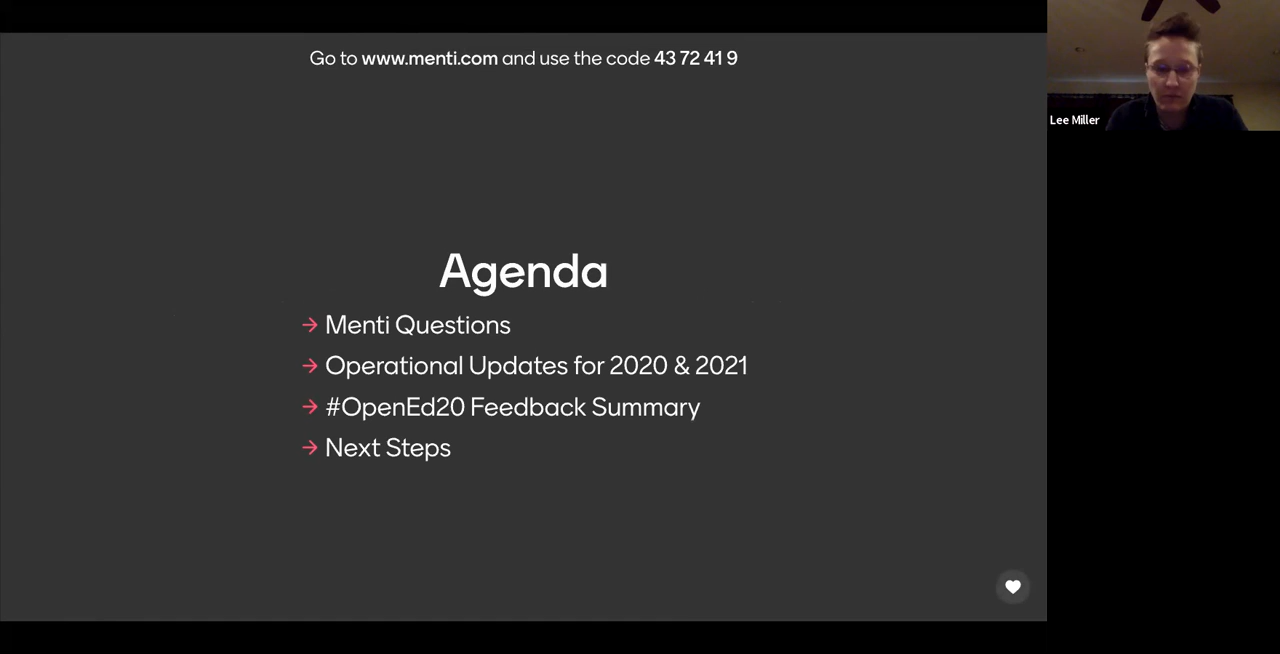 Go to www.menti.com and use the code 43 72 41 9
Lee Miller
Agenda
→ Menti Questions
→ Operational Updates for 2020 & 2021
→ #OpenEd20 Feedback Summary
→ Next Steps